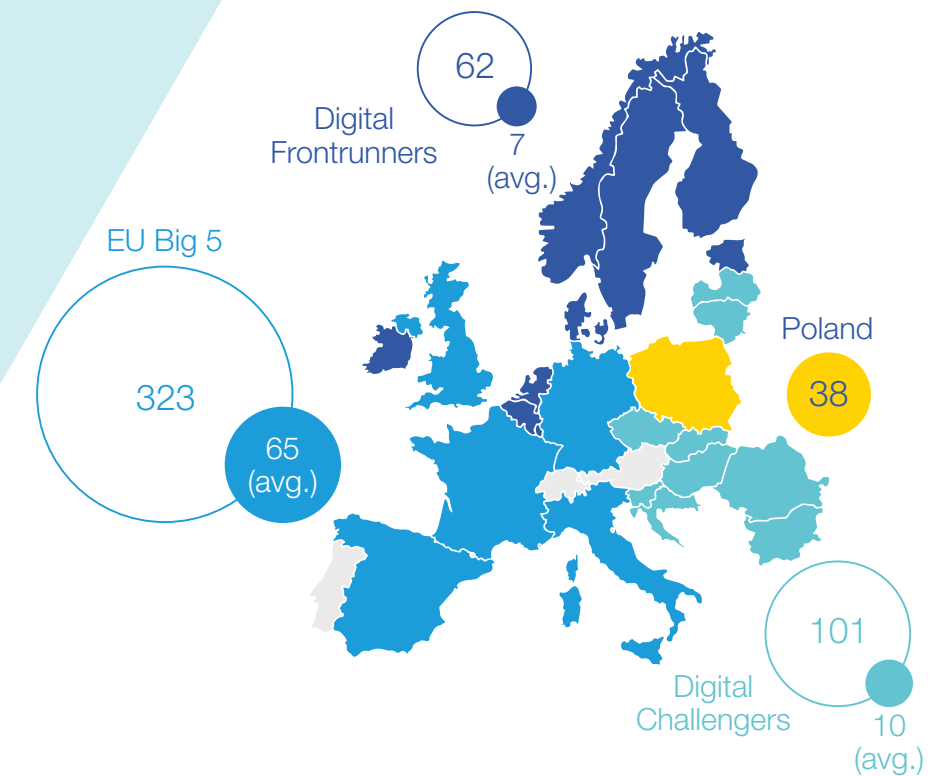 62
Digital
Frontrunners
7
(avg.)
EU Big 5
323
65
(avg.)
Poland
38
101
Digital
Challengers
10
(avg.)